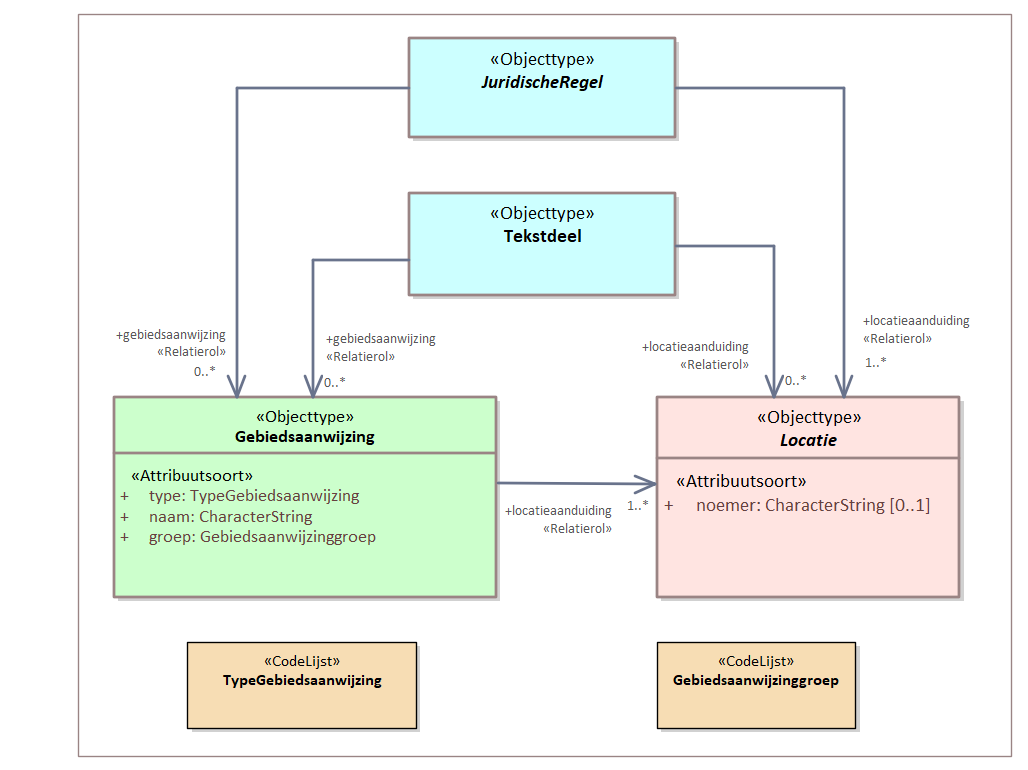 «Objecttype»
JuridischeRegel
«Objecttype»
Tekstdeel
+gebiedsaanwijzing
«Relatierol»
0..*
+gebiedsaanwijzing
«Relatierol»
0..*
+locatieaanduiding
«Relatierol»
0..*
+locatieaanduiding
«Relatierol»
1..*
«Objecttype»
Gebiedsaanwijzing
«Attribuutsoort»
+ type: TypeGebiedsaanwijzing
+ naam: CharacterString
+ groep: Gebiedsaanwijzinggroep
+locatieaanduiding
«Relatierol»
1..*
«Objecttype»
Locatie
«Attribuutsoort»
+ noemer: CharacterString [0..1]
«CodeLijst»
TypeGebiedsaanwijzing
«CodeLijst»
Gebiedsaanwijzinggroep